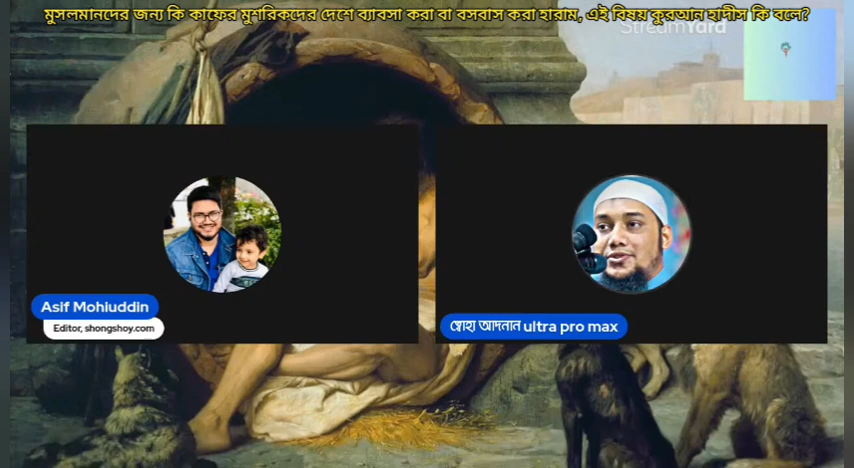 মুসলমানদের জন্য কি কাফের মুশরিকদের দেশে ব্যাবসা করা বা বসবাস করা হারাম, এই বিষয় কুরআন হাদীস কি বলে?
StreamYard
Asif Mohiuddin
Editor, shongshoy.com
ত্বোহা আদনান ultra pro max